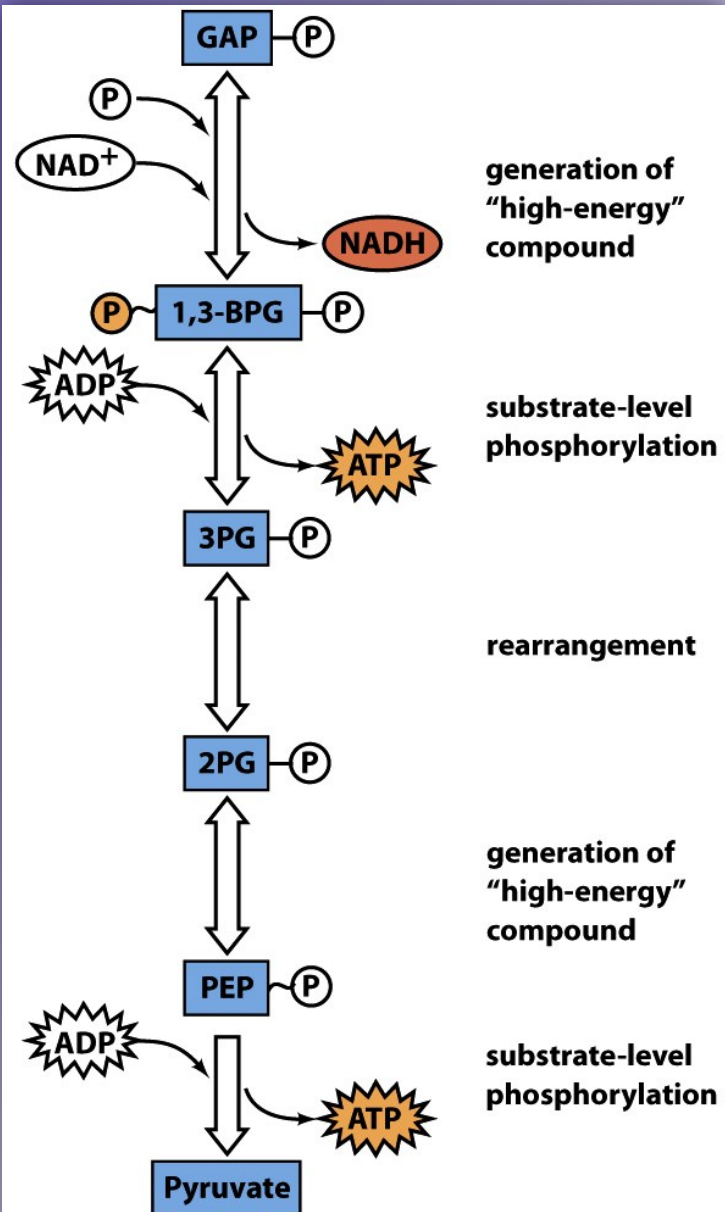 GAP P
P
NAD+
generation of
“high-energy”
compound
NADH
P 1,3-BPG P
ADP
substrate-level
phosphorylation
ATP
3PG P
rearrangement
2PG P
generation of
“high-energy”
compound
PEP P
ADP
substrate-level
phosphorylation
ATP
Pyruvate